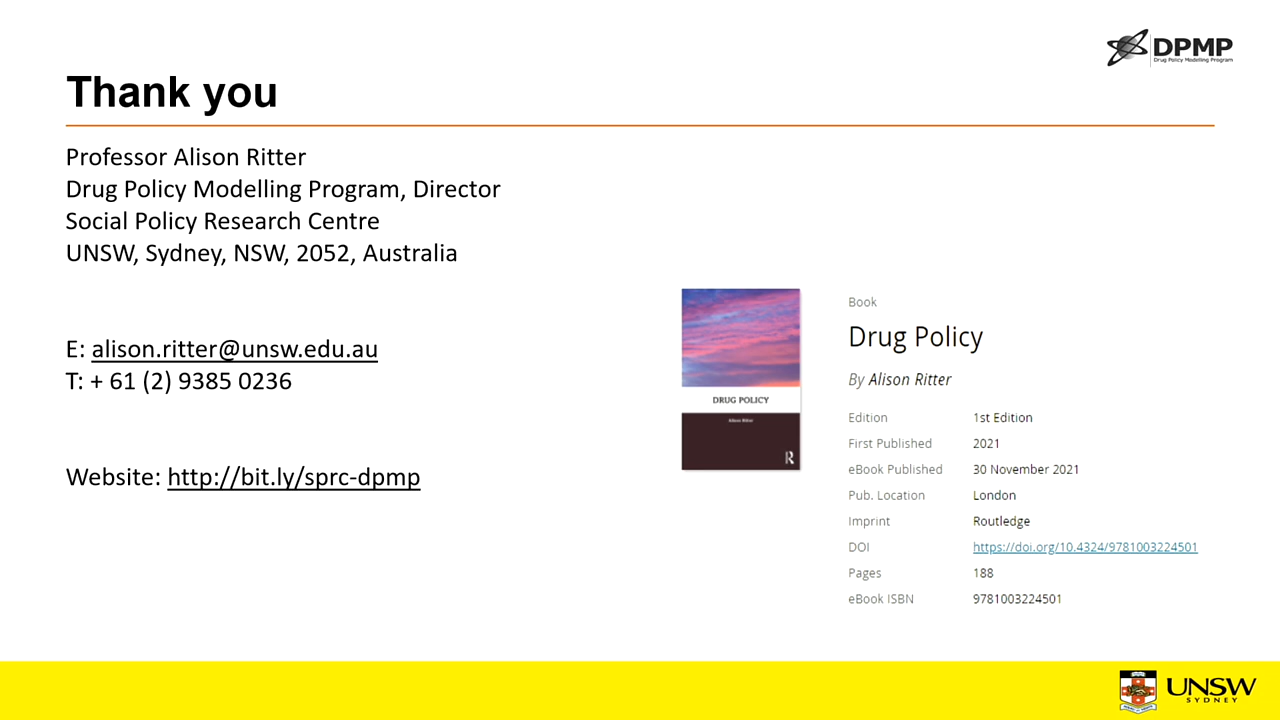 DPMP
Drug Policy Modelling Program
Thank you
Professor Alison Ritter
Drug Policy Modelling Program, Director
Social Policy Research Centre
UNSW, Sydney, NSW, 2052, Australia
E: alison.ritter@unsw.edu.au
T: + 61 (2) 9385 0236
Website: http://bit.ly/sprc-dpmp
DRUG POLICY
Alison Ritter
R
Book
Drug Policy
By Alison Ritter
Edition 1st Edition
First Published 2021
eBook Published 30 November 2021
Pub. Location London
Imprint Routledge
DOI https://doi.org/10.4324/9781003224501
Pages 188
eBook ISBN 9781003224501
UNSW
SYDNEY